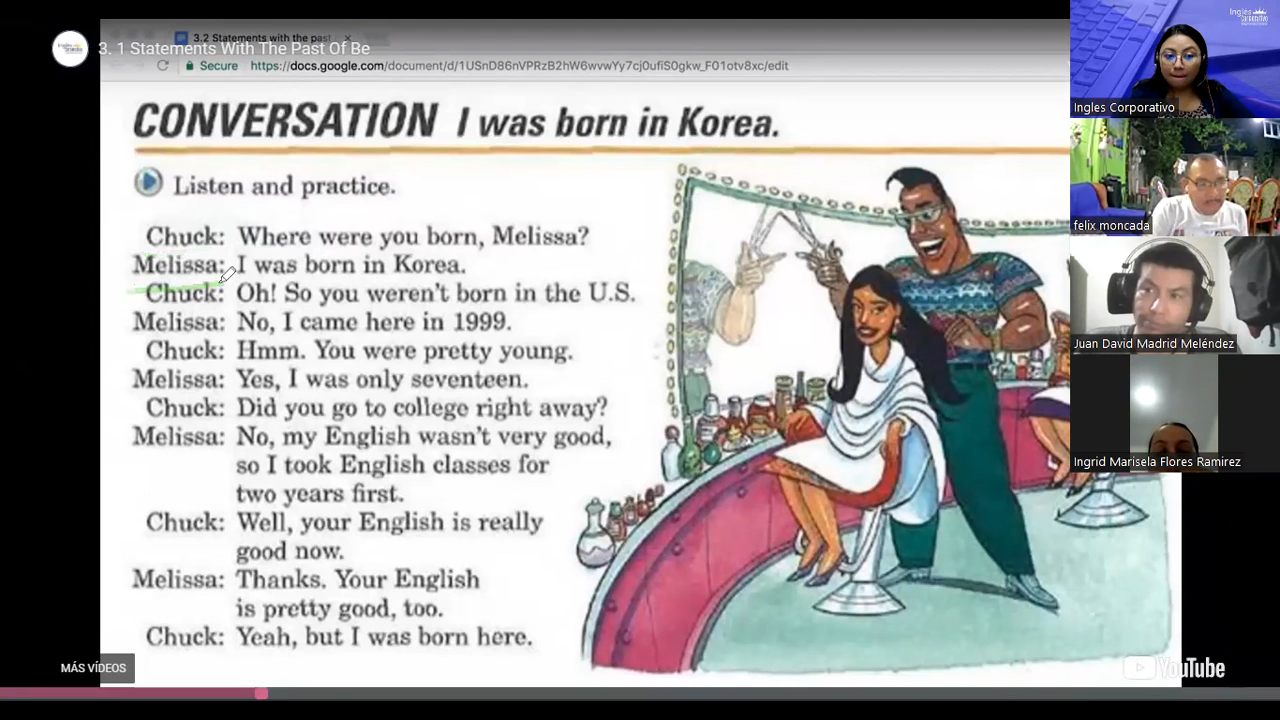 3.2 Statements with the past
3. 1 Statements With The Past Of Be
Secure https://docs.google.com/document/d/1USnD86nVPRzB2hW6wvwYy7cj0ufiS0gkw_F01otv8xc/edit
CONVERSATION I was born in Korea.
Listen and practice.
Chuck: Where were you born, Melissa?
Melissa: I was born in Korea.
Chuck: Oh! So you weren't born in the U.S.
Melissa: No, I came here in 1999.
Chuck: Hmm. You were pretty young.
Melissa: Yes, I was only seventeen.
Chuck: Did you go to college right away?
Melissa: No, my English wasn't very good,
so I took English classes for
two years first.
Chuck: Well, your English is really
good now.
Melissa: Thanks. Your English
is pretty good, too.
Chuck: Yeah, but I was born here.
MÁS VÍDEOS
YouTube
Inglés
corporativo
Ingles Corporativo
felix moncada
Juan David Madrid Meléndez
Ingrid Marisela Flores Ramirez